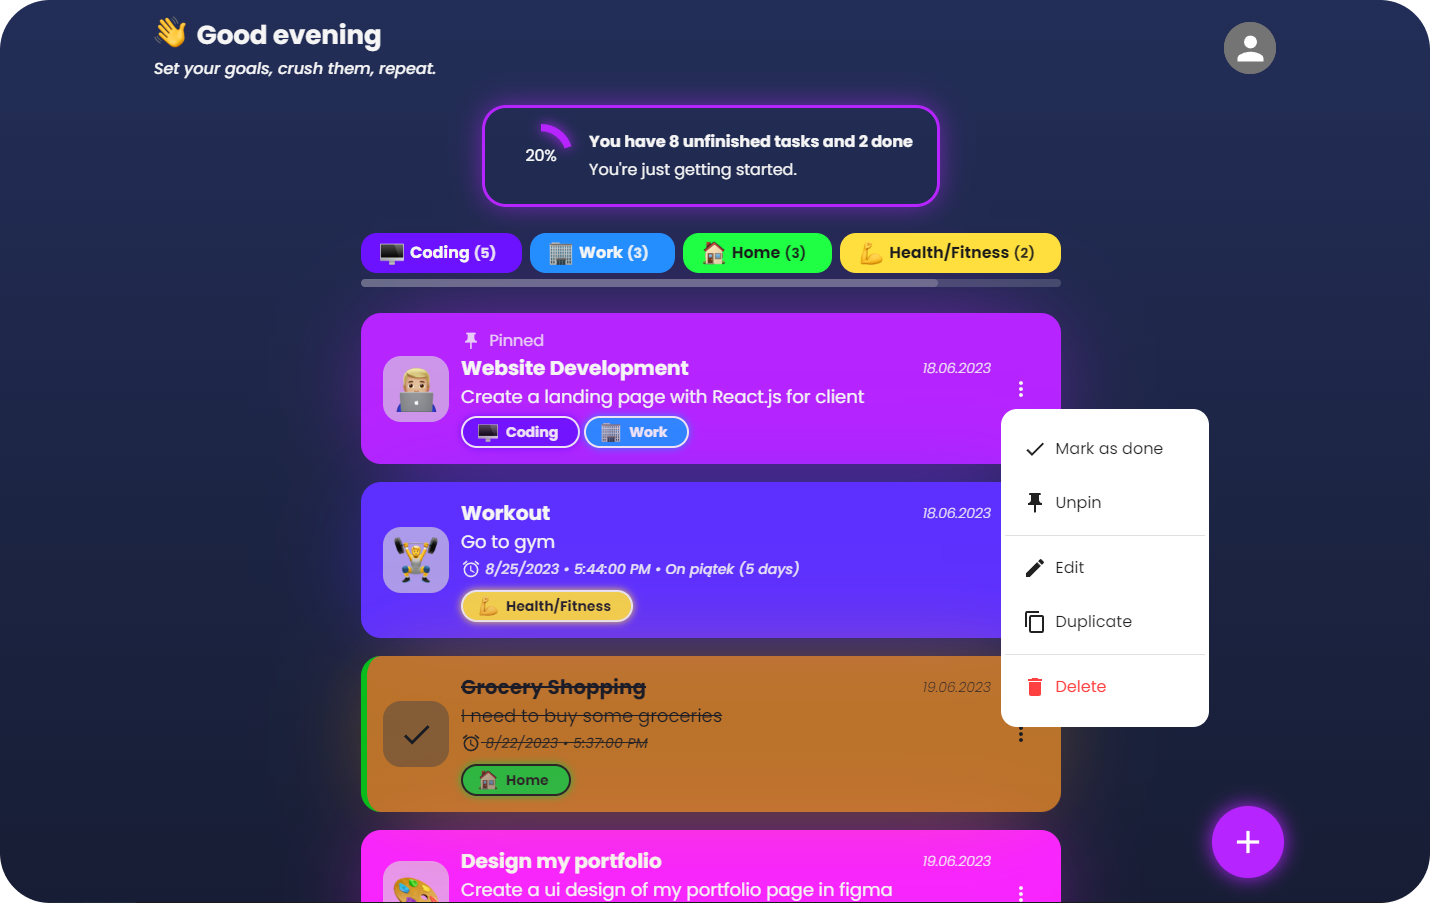 Good evening
Set your goals, crush them, repeat.
20%
You have 8 unfinished tasks and 2 done
You're just getting started.
Coding (5)
Work (3)
Home (3)
Health/Fitness (2)
Pinned
Website Development
18.06.2023
Create a landing page with React.js for client
Coding
Work
Mark as done
Unpin
Edit
Duplicate
Delete
Workout
18.06.2023
Go to gym
8/25/2023 • 5:44:00 PM • On piątek (5 days)
Health/Fitness
Grocery Shopping
19.06.2023
I need to buy some groceries
8/22/2023 • 5:37:00 PM
Home
Design my portfolio
19.06.2023
Create a ui design of my portfolio page in figma